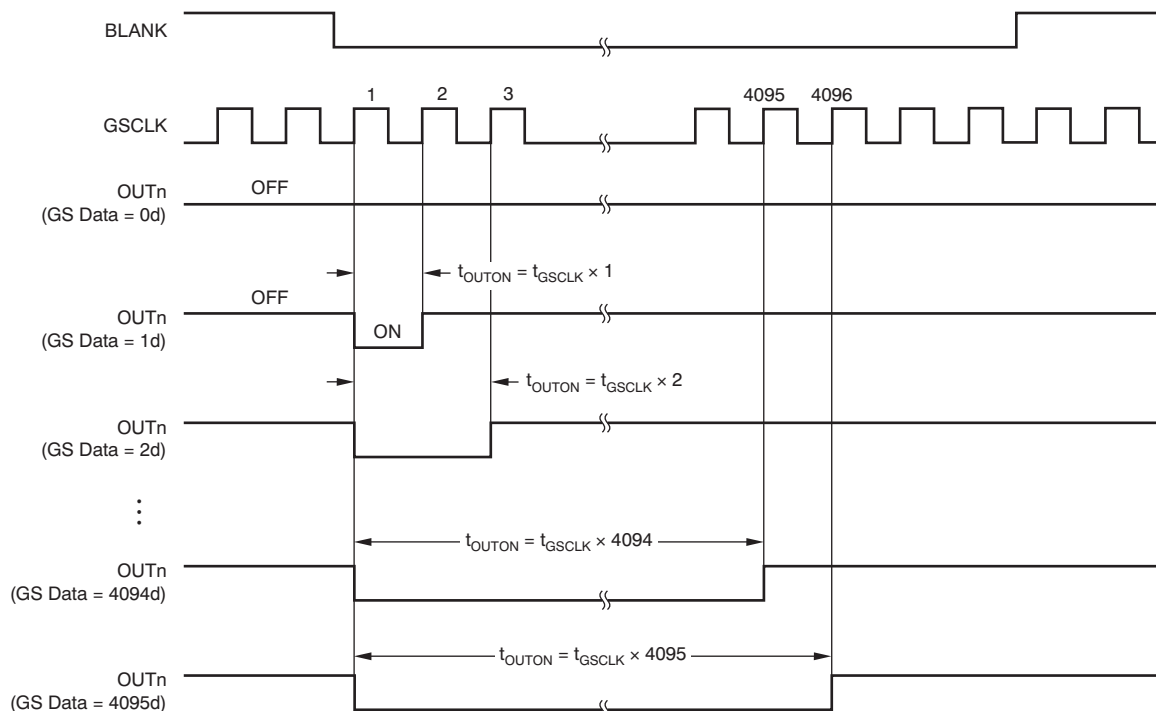 BLANK
1 2 3 4095 4096
GSCLK
OUTn
(GS Data = 0d)
OFF
tOUTON = tGSCLK × 1
OFF
OUTn
(GS Data = 1d)
ON
tOUTON = tGSCLK × 2
OUTn
(GS Data = 2d)
tOUTON = tGSCLK × 4094
OUTn
(GS Data = 4094d)
tOUTON = tGSCLK × 4095
OUTn
(GS Data = 4095d)